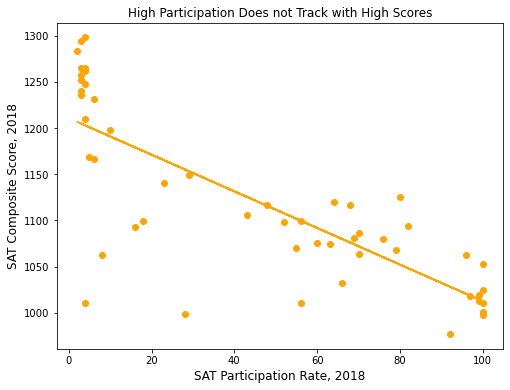 High Participation Does not Track with High Scores
SAT Composite Score, 2018
1300
1250
1200
1150
1100
1050
1000
0 20 40 60 80 100
SAT Participation Rate, 2018